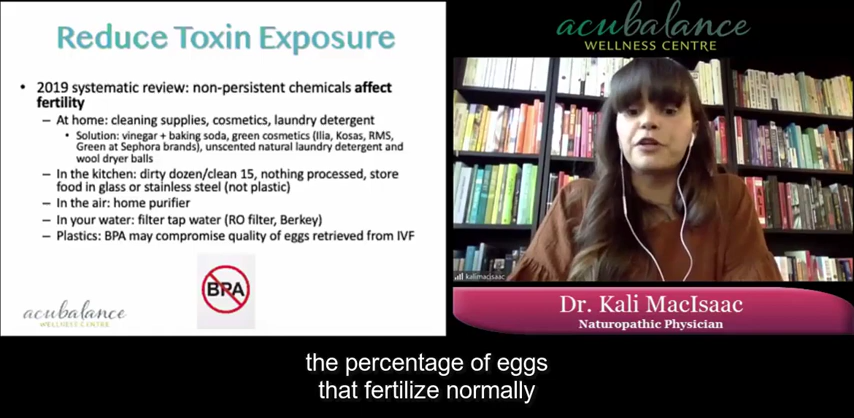 Reduce Toxin Exposure
• 2019 systematic review: non-persistent chemicals affect
fertility
– At home: cleaning supplies, cosmetics, laundry detergent
• Solution: vinegar + baking soda, green cosmetics (Ilia, Kosas, RMS,
Green at Sephora brands), unscented natural laundry detergent and
wool dryer balls
– In the kitchen: dirty dozen/clean 15, nothing processed, store
food in glass or stainless steel (not plastic)
– In the air: home purifier
– In your water: filter tap water (RO filter, Berkey)
– Plastics: BPA may compromise quality of eggs retrieved from IVF
BPA
acubalance
WELLNESS CENTRE
acubalance
WELLNESS CENTRE
kalimacisaac
Dr. Kali MacIsaac
Naturopathic Physician
the percentage of eggs
that fertilize normally